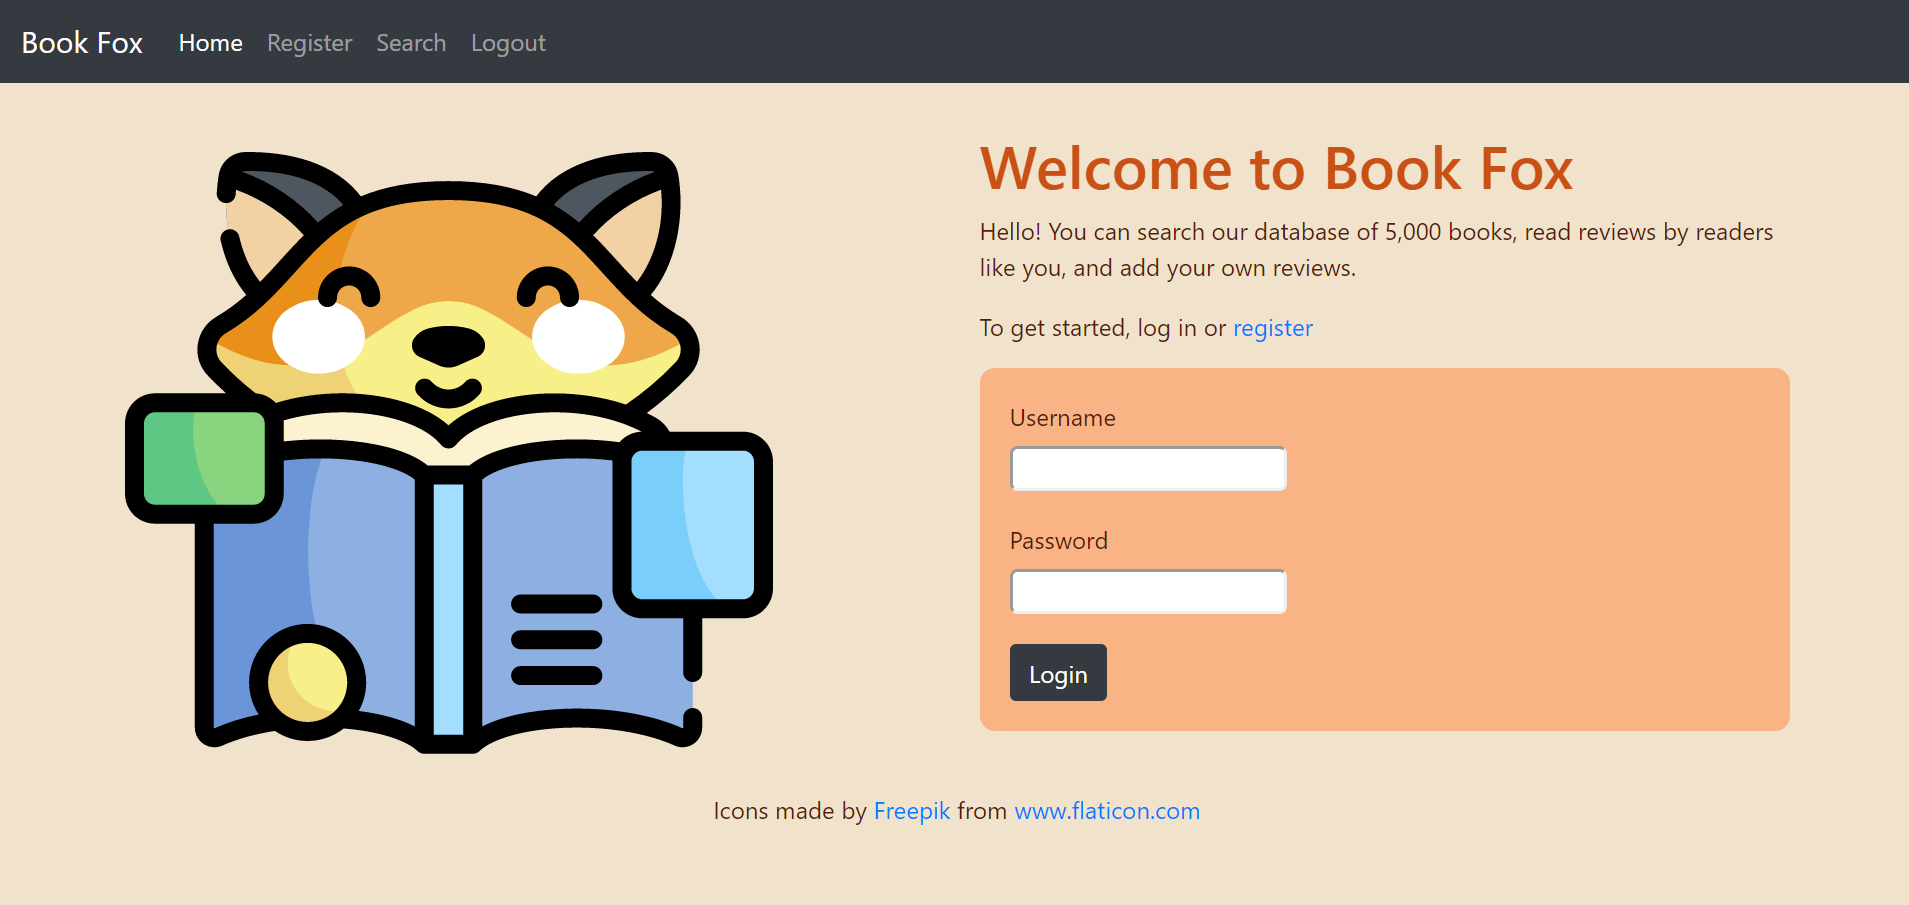 Book Fox Home Register Search Logout
Welcome to Book Fox
Hello! You can search our database of 5,000 books, read reviews by readers
like you, and add your own reviews.
To get started, log in or register
Username
Password
Login
Icons made by Freepik from www.flaticon.com